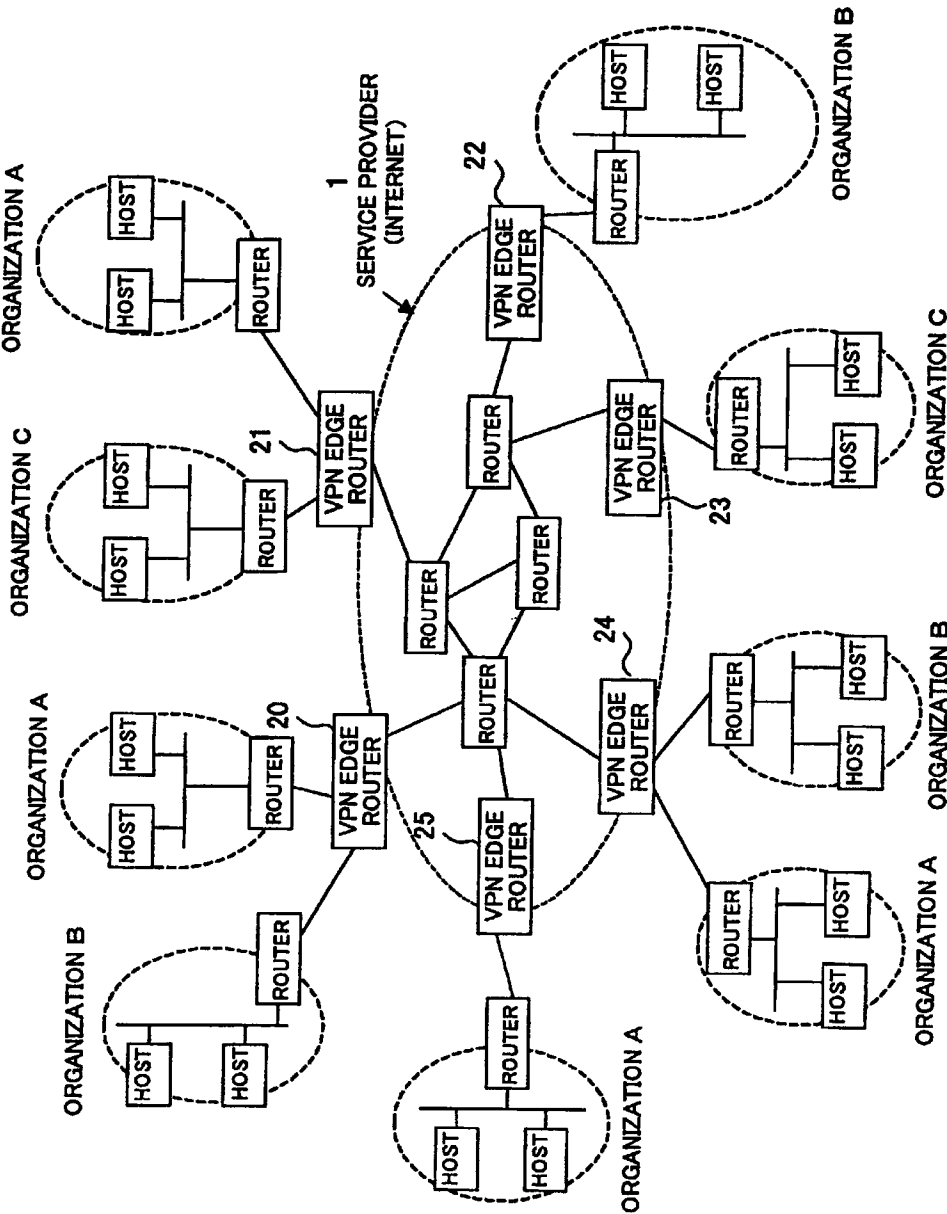 ORGANIZATION B
HOST
HOST
ROUTER
ORGANIZATION A
HOST
HOST
ROUTER
ORGANIZATION C
HOST
HOST
ROUTER
ORGANIZATION A
HOST
HOST
ROUTER
20
VPN EDGE
ROUTER
21
VPN EDGE
ROUTER
1
SERVICE PROVIDER
(INTERNET)
ORGANIZATION A
HOST
HOST
ROUTER
25
VPN EDGE
ROUTER
ROUTER
ROUTER
ROUTER
ROUTER
22
VPN EDGE
ROUTER
24
VPN EDGE
ROUTER
23
VPN EDGE
ROUTER
ROUTER
HOST
HOST
ORGANIZATION B
ROUTER
HOST
HOST
ORGANIZATION A
ROUTER
HOST
HOST
ORGANIZATION B
ROUTER
HOST
HOST
ORGANIZATION C